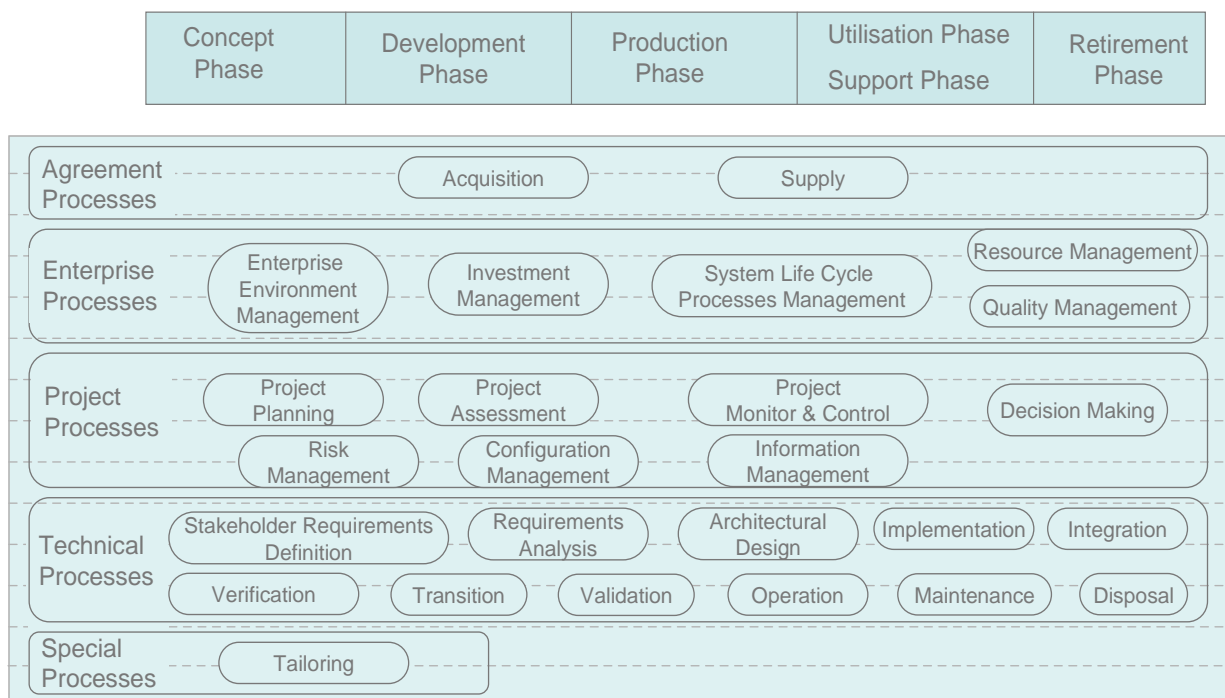 Concept
Phase
Development
Phase
Production
Phase
Utilisation Phase
Support Phase
Retirement
Phase
Agreement
Processes
Acquisition
Supply
Enterprise
Processes
Enterprise
Environment
Management
Investment
Management
System Life Cycle
Processes Management
Resource Management
Quality Management
Project
Processes
Project
Planning
Project
Assessment
Project
Monitor & Control
Decision Making
Risk
Management
Configuration
Management
Information
Management
Technical
Processes
Stakeholder Requirements
Definition
Requirements
Analysis
Architectural
Design
Implementation
Integration
Verification
Transition
Validation
Operation
Maintenance
Disposal
Special
Processes
Tailoring